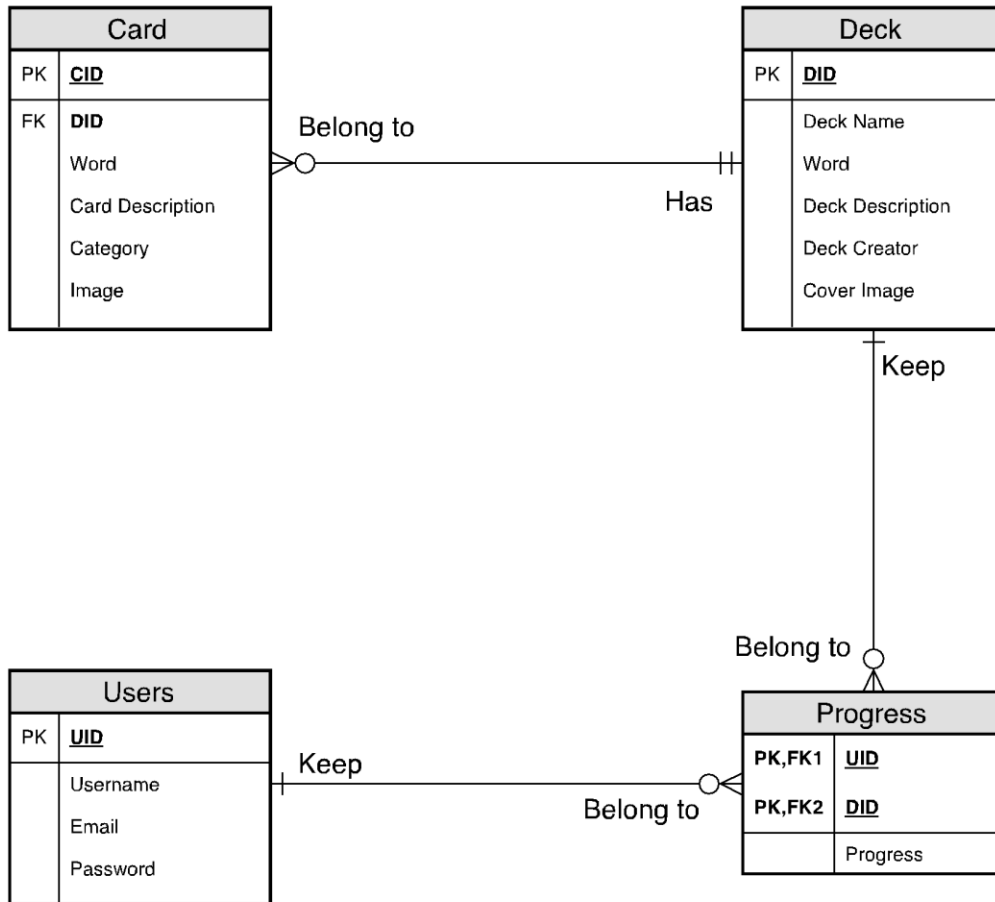 Card
PK CID
FK DID
Word
Card Description
Category
Image
Belong to
Has
Deck
PK DID
Deck Name
Word
Deck Description
Deck Creator
Cover Image
Keep
Belong to
Users
PK UID
Username
Email
Password
Keep
Belong to
Progress
PK,FK1 UID
PK,FK2 DID
Progress